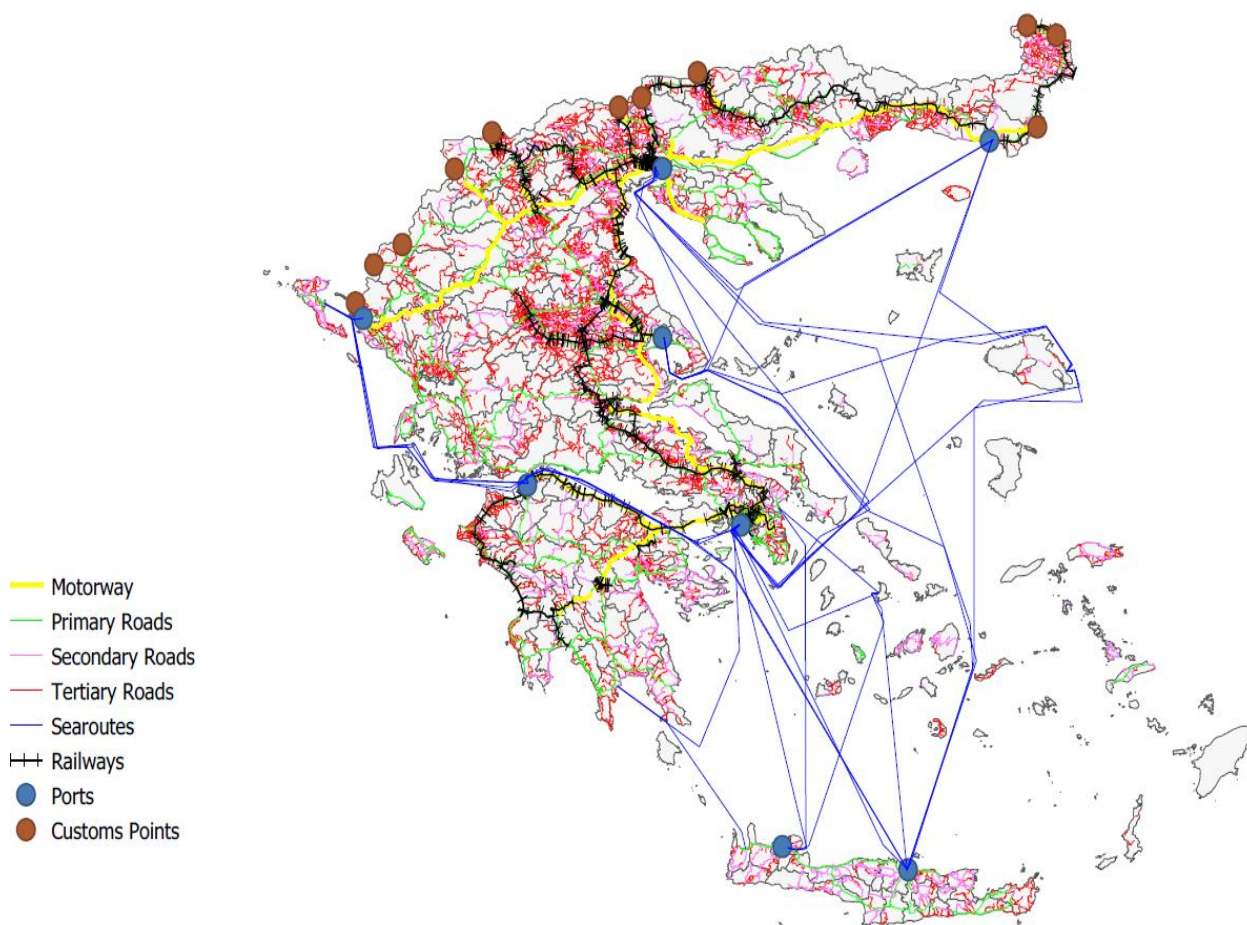 Motorway
Primary Roads
Secondary Roads
Tertiary Roads
Searoutes
Railways
Ports
Customs Points